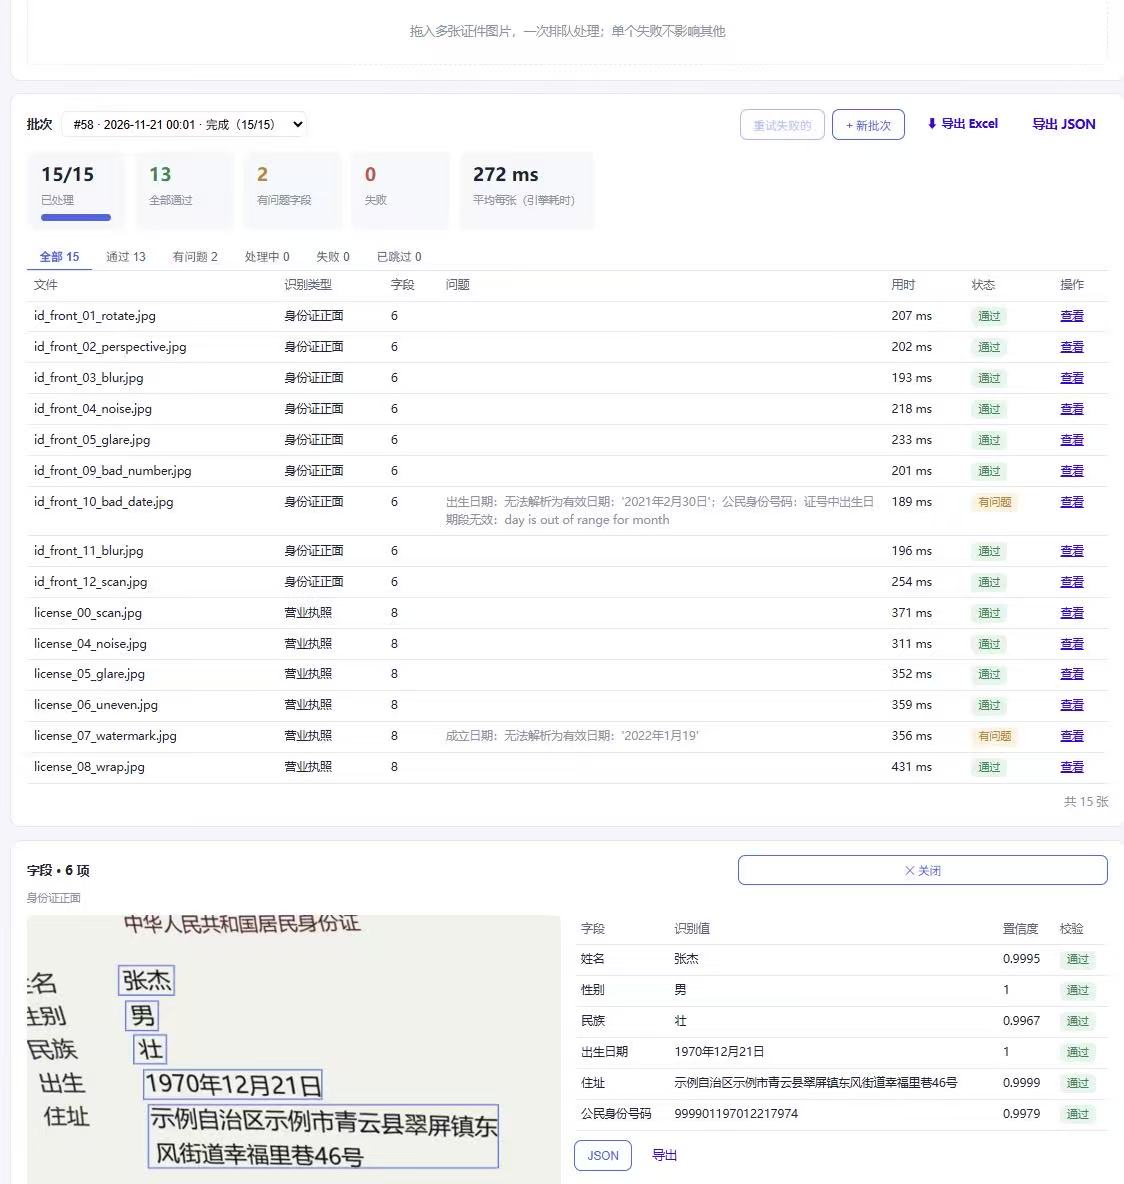 拖入多张证件图片，一次排队处理；单个失败不影响其他
批次 #58 · 2026-11-21 00:01 · 完成（15/15） 重试失败的 + 新批次 ⬇ 导出 Excel 导出 JSON
15/15 13 2 0 272 ms
已处理 全部通过 有问题字段 失败 平均每张（引擎耗时）
全部 15 通过 13 有问题 2 处理中 0 失败 0 已跳过 0
文件 识别类型 字段 问题 用时 状态 操作
id_front_01_rotate.jpg 身份证正面 6 207 ms 通过 查看
id_front_02_perspective.jpg 身份证正面 6 202 ms 通过 查看
id_front_03_blur.jpg 身份证正面 6 193 ms 通过 查看
id_front_04_noise.jpg 身份证正面 6 218 ms 通过 查看
id_front_05_glare.jpg 身份证正面 6 233 ms 通过 查看
id_front_09_bad_number.jpg 身份证正面 6 201 ms 通过 查看
id_front_10_bad_date.jpg 身份证正面 6 出生日期：无法解析为有效日期：'2021年2月30日'；公民身份号码：证号中出生日 189 ms 有问题 查看
期段无效：day is out of range for month
id_front_11_blur.jpg 身份证正面 6 196 ms 通过 查看
id_front_12_scan.jpg 身份证正面 6 254 ms 通过 查看
license_00_scan.jpg 营业执照 8 371 ms 通过 查看
license_04_noise.jpg 营业执照 8 311 ms 通过 查看
license_05_glare.jpg 营业执照 8 352 ms 通过 查看
license_06_uneven.jpg 营业执照 8 359 ms 通过 查看
license_07_watermark.jpg 营业执照 8 成立日期：无法解析为有效日期：'2022年1月19' 356 ms 有问题 查看
license_08_wrap.jpg 营业执照 8 431 ms 通过 查看
共 15 张
字段 • 6 项 × 关闭
身份证正面
中华人民共和国居民身份证
姓名 张杰
性别 男
民族 壮
出生 1970年12月21日
住址 示例自治区示例市青云县翠屏镇东
风街道幸福里巷46号
字段 识别值 置信度 校验
姓名 张杰 0.9995 通过
性别 男 1 通过
民族 壮 0.9967 通过
出生日期 1970年12月21日 1 通过
住址 示例自治区示例市青云县翠屏镇东风街道幸福里巷46号 0.9999 通过
公民身份号码 999901197012217974 0.9979 通过
JSON 导出